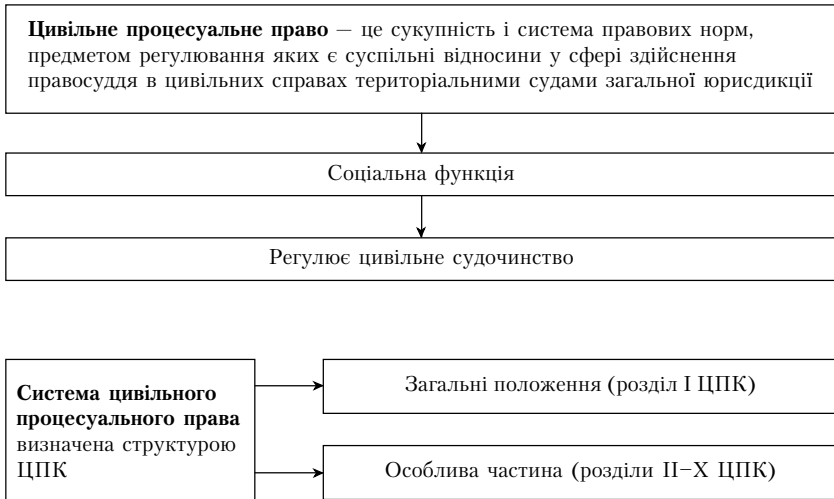 Цивільне процесуальне право — це сукупність і система правових норм,
предметом регулювання яких є суспільні відносини у сфері здійснення
правосуддя в цивільних справах територіальними судами загальної юрисдикції
Соціальна функція
Регулює цивільне судочинство
Система цивільного
процесуального права
визначена структурою
ЦПК
Загальні положення (розділ I ЦПК)
Особлива частина (розділи II–X ЦПК)